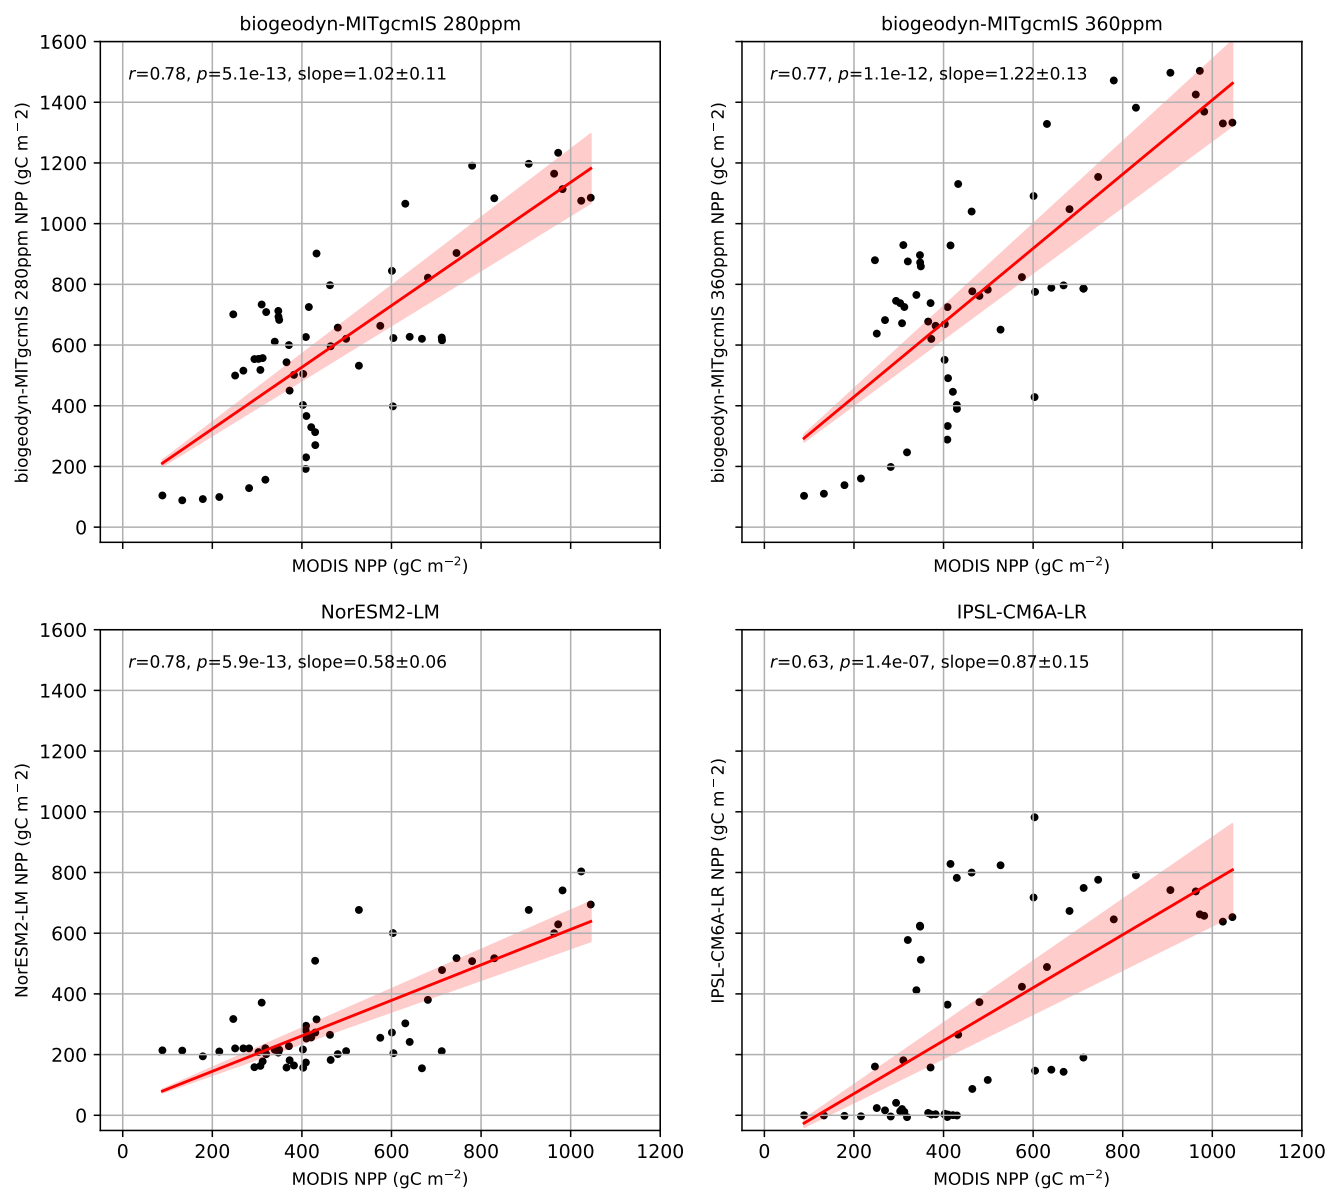 biogeodyn-MITgcmIS 280ppm
r=0.78, p=5.1e-13, slope=1.02±0.11
1600
1400
1200
1000
800
600
400
200
0
biogeodyn-MITgcmIS 280ppm NPP (gC m−2)
MODIS NPP (gC m⁻²)
biogeodyn-MITgcmIS 360ppm
r=0.77, p=1.1e-12, slope=1.22±0.13
biogeodyn-MITgcmIS 360ppm NPP (gC m−2)
MODIS NPP (gC m⁻²)
NorESM2-LM
r=0.78, p=5.9e-13, slope=0.58±0.06
1600
1400
1200
1000
800
600
400
200
0
NorESM2-LM NPP (gC m−2)
0 200 400 600 800 1000 1200
MODIS NPP (gC m⁻²)
IPSL-CM6A-LR
r=0.63, p=1.4e-07, slope=0.87±0.15
IPSL-CM6A-LR NPP (gC m−2)
0 200 400 600 800 1000 1200
MODIS NPP (gC m⁻²)